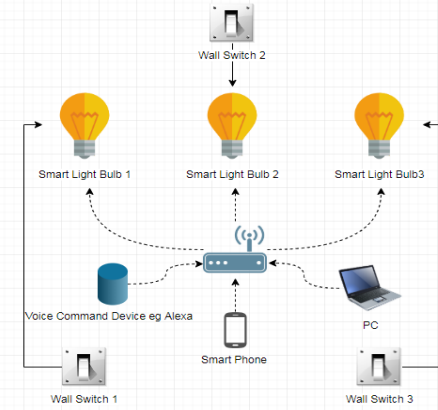 Wall Switch 2
Smart Light Bulb 1
Smart Light Bulb 2
Smart Light Bulb3
Voice Command Device eg Alexa
PC
Smart Phone
Wall Switch 1
Wall Switch 3